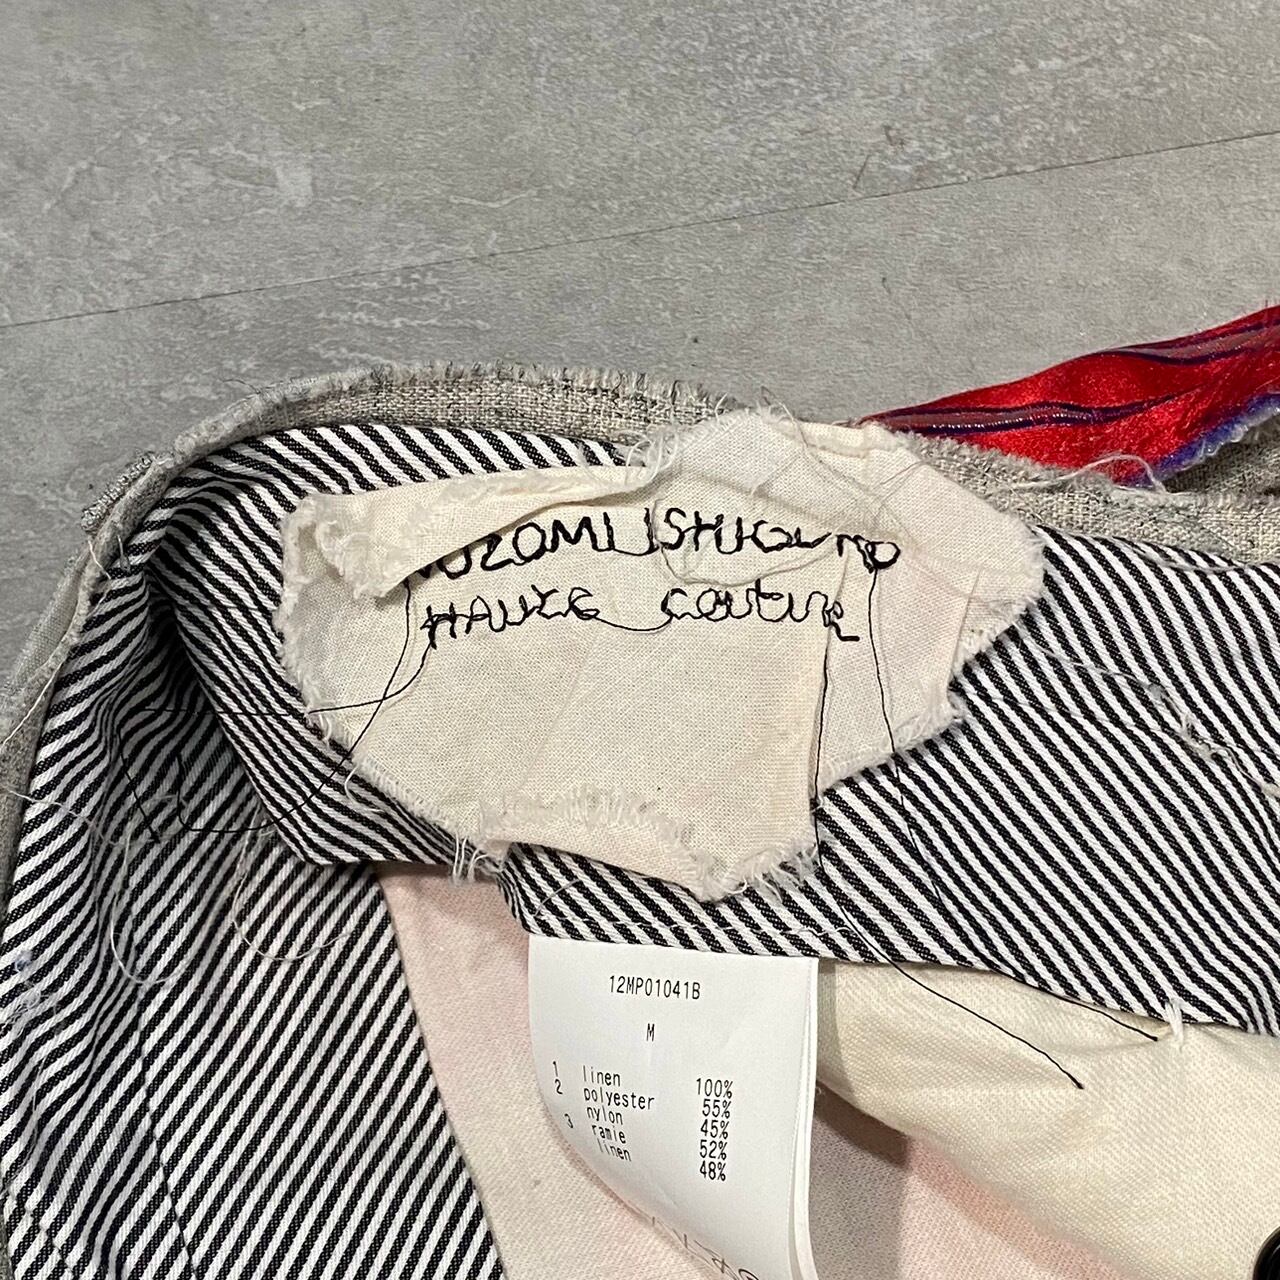 NOZOMI ISHIGURO
HAUTE couture
12MP01041B
M
1 linen 100%
2 polyester 55%
nylon 45%
3 ramie 52%
linen 48%